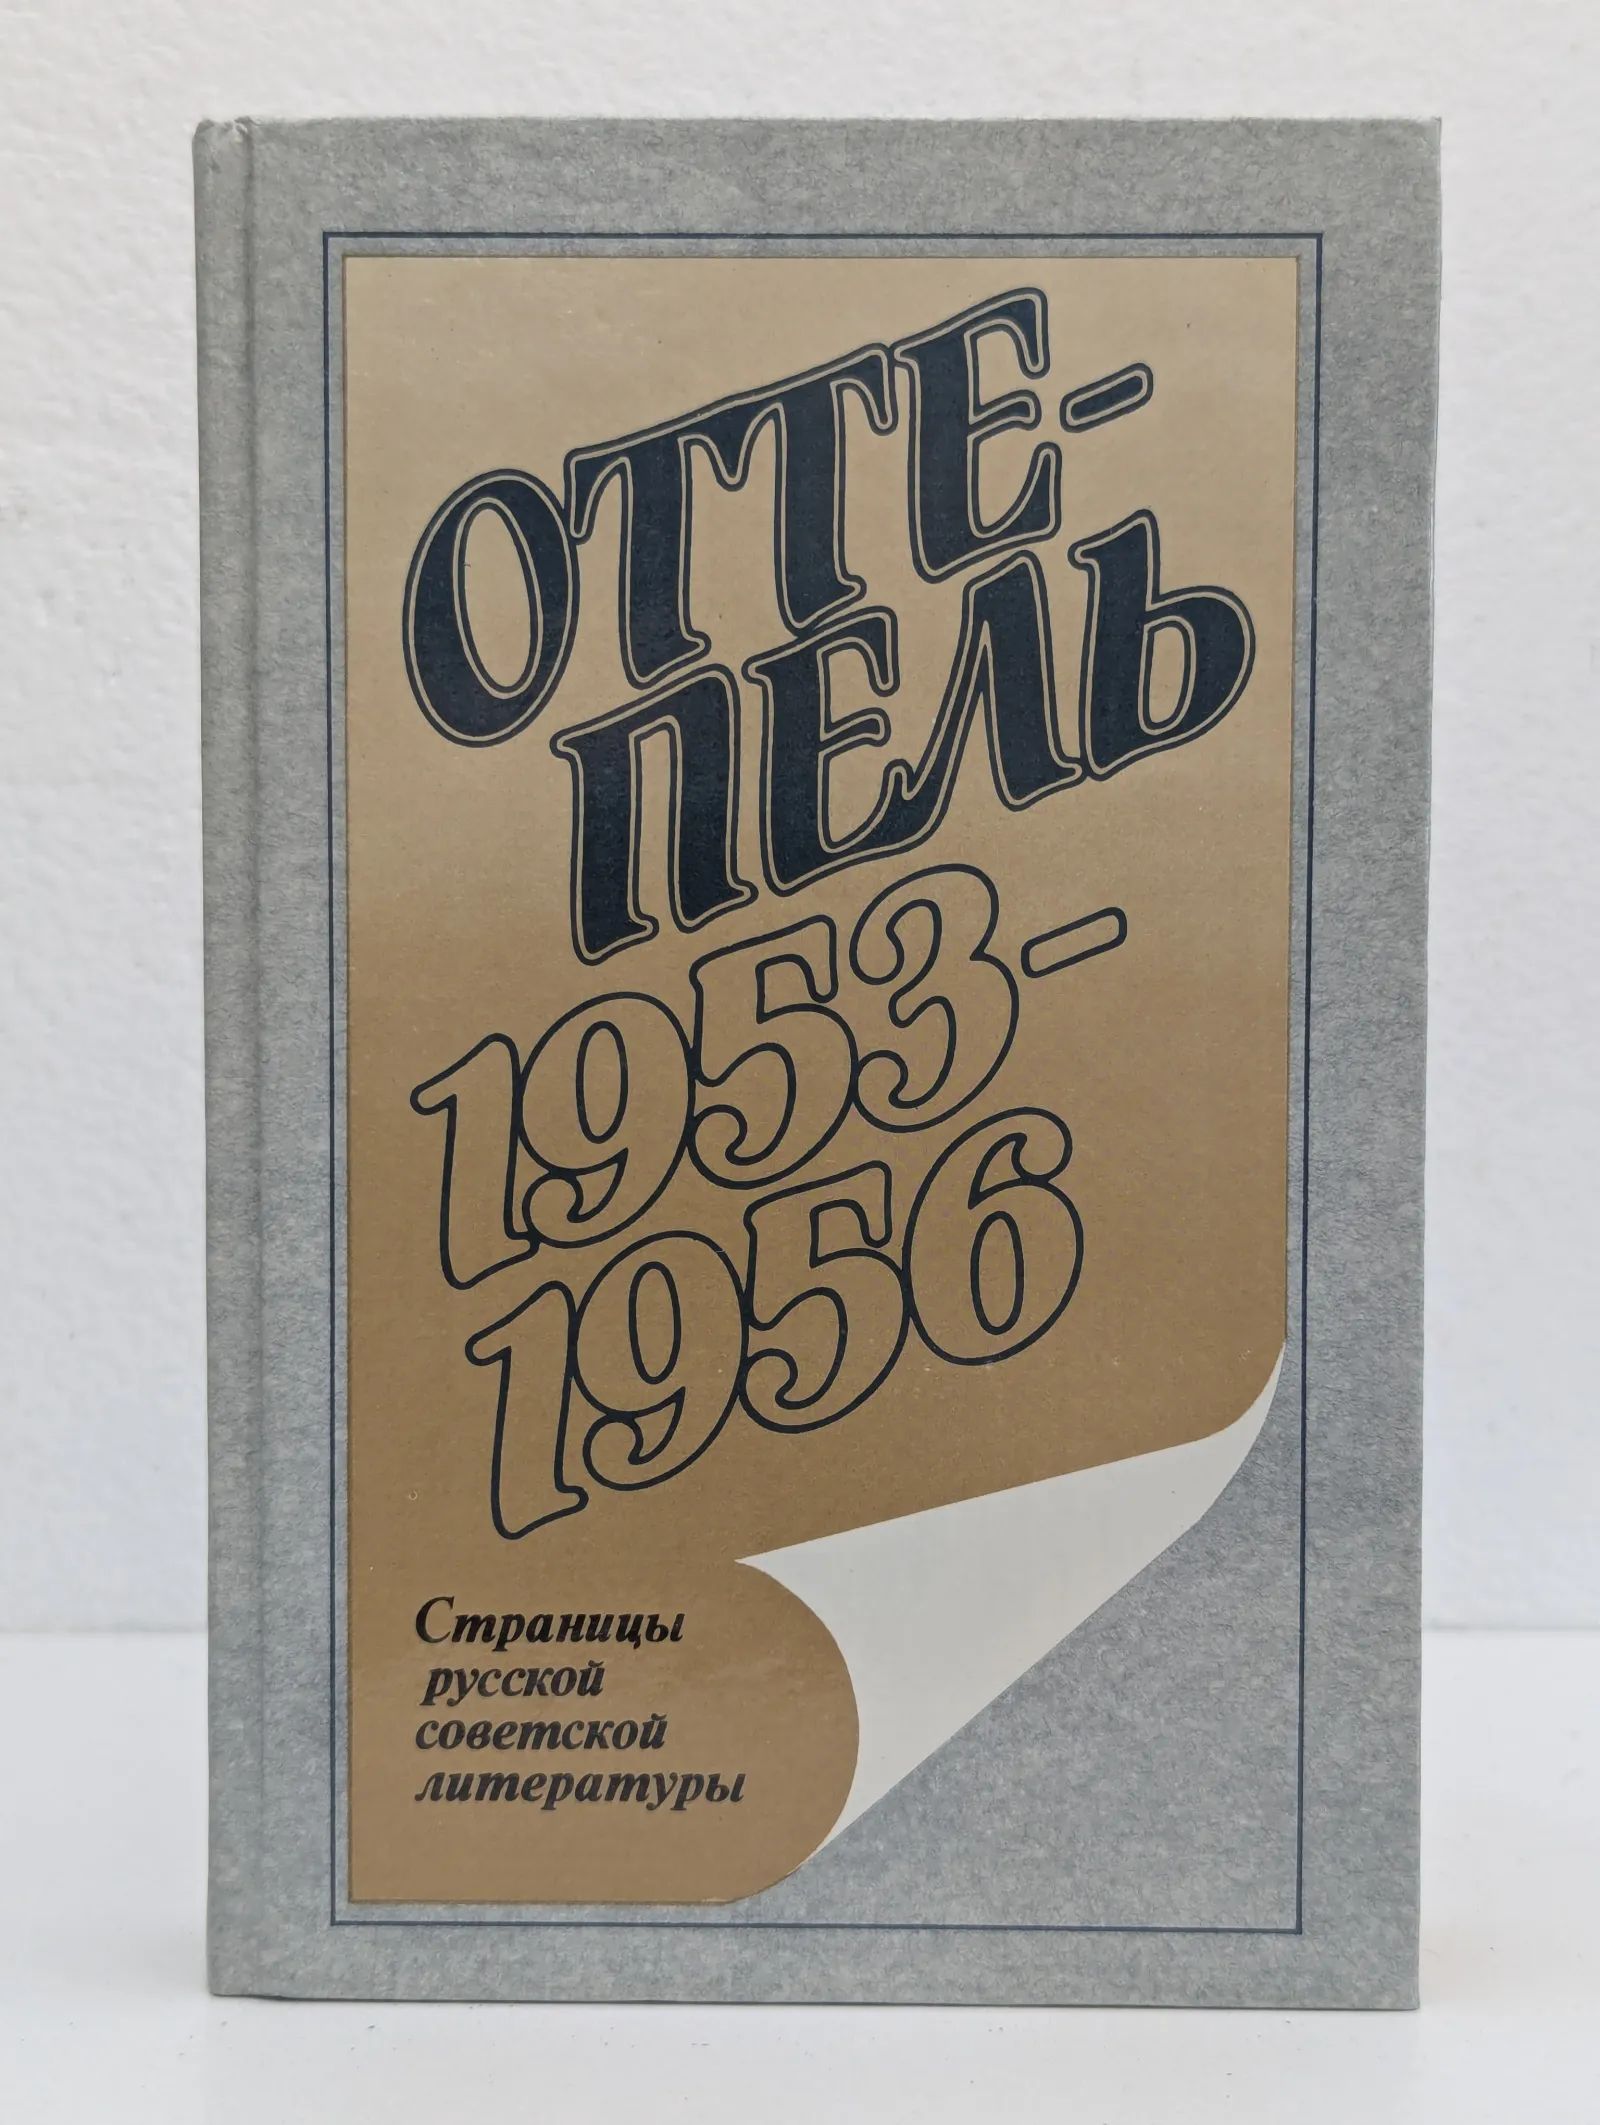 ОТТЕ-
ПЕЛЬ
1953-
1956
Страницы
русской
советской
литературы